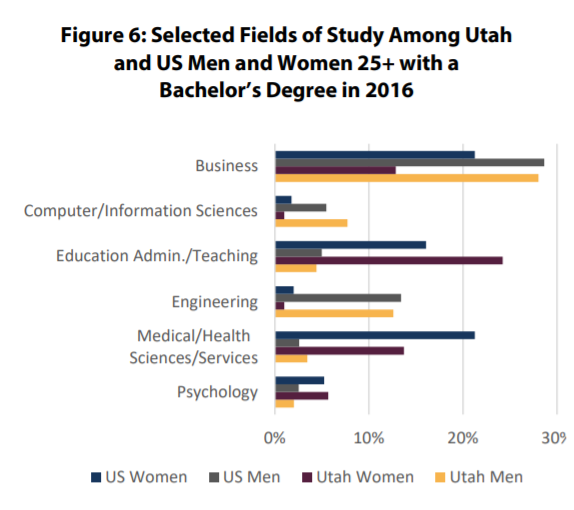 Figure 6: Selected Fields of Study Among Utah
and US Men and Women 25+ with a
Bachelor’s Degree in 2016
Business
Computer/Information Sciences
Education Admin./Teaching
Engineering
Medical/Health
Sciences/Services
Psychology
0% 10% 20% 30%
US Women US Men Utah Women Utah Men